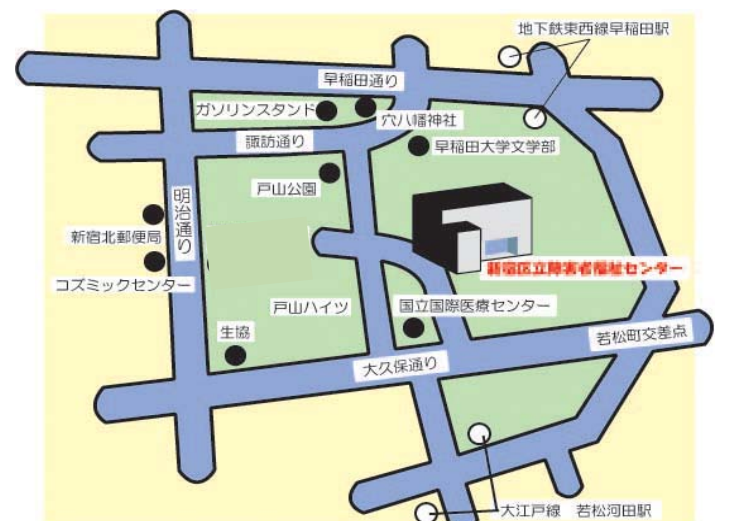 地下鉄東西線早稲田駅
早稲田通り
ガソリンスタンド
穴八幡神社
諏訪通り
早稲田大学文学部
戸山公園
明治通り
新宿北郵便局
新宿区立障害者福祉センター
コズミックセンター
戸山ハイツ
国立国際医療センター
生協
若松町交差点
大久保通り
大江戸線 若松河田駅